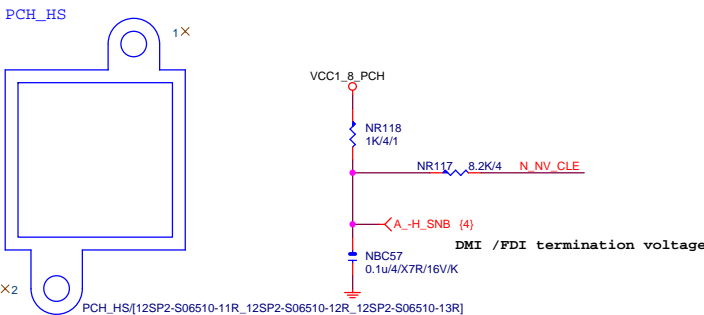 PCH_HS
1
VCC1_8_PCH
NR118
1K/4/1
NR117 8.2K/4 N_NV_CLE
A_-H_SNB {4}
DMI /FDI termination voltage
NBC57
0.1u/4/X7R/16V/K
2
PCH_HS/[12SP2-S06510-11R_12SP2-S06510-12R_12SP2-S06510-13R]